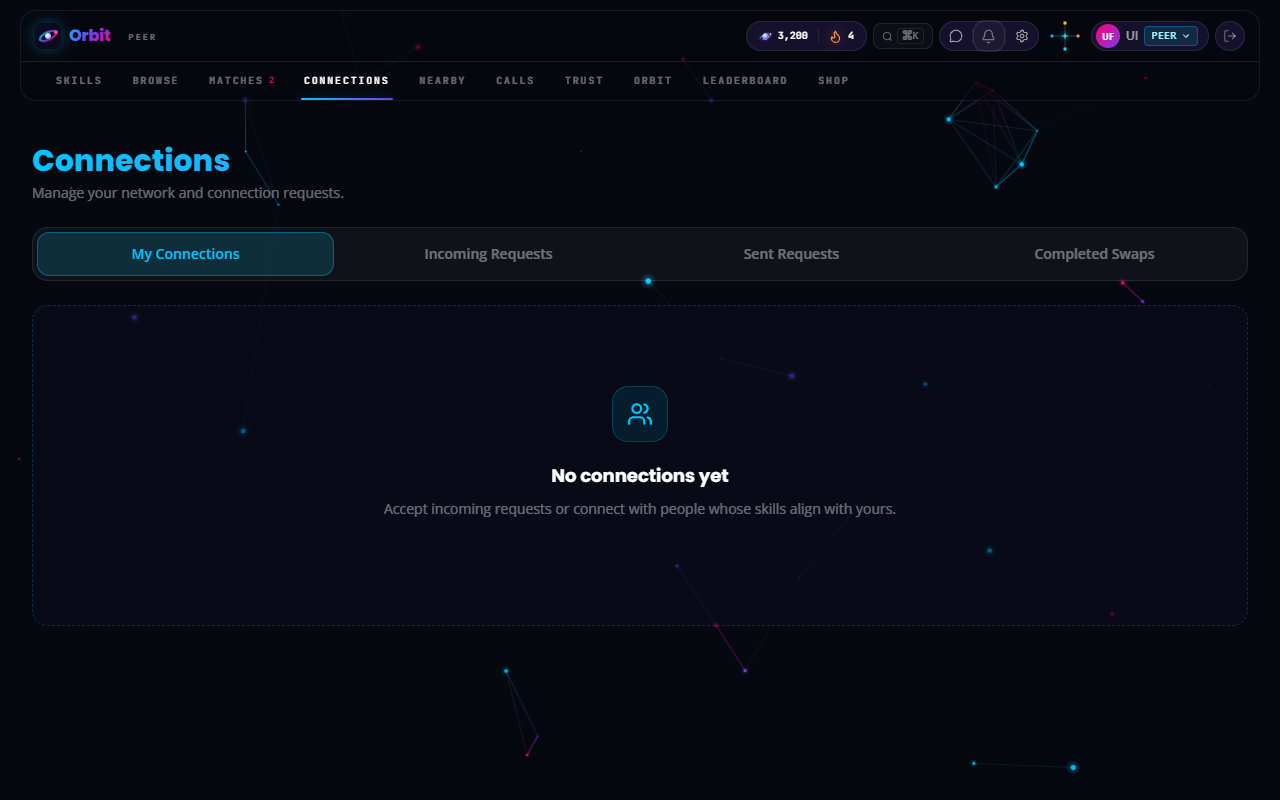 Orbit PEER 3,200 4 ⌘K UF UI PEER
SKILLS BROWSE MATCHES 2 CONNECTIONS NEARBY CALLS TRUST ORBIT LEADERBOARD SHOP
Connections
Manage your network and connection requests.
My Connections Incoming Requests Sent Requests Completed Swaps
No connections yet
Accept incoming requests or connect with people whose skills align with yours.